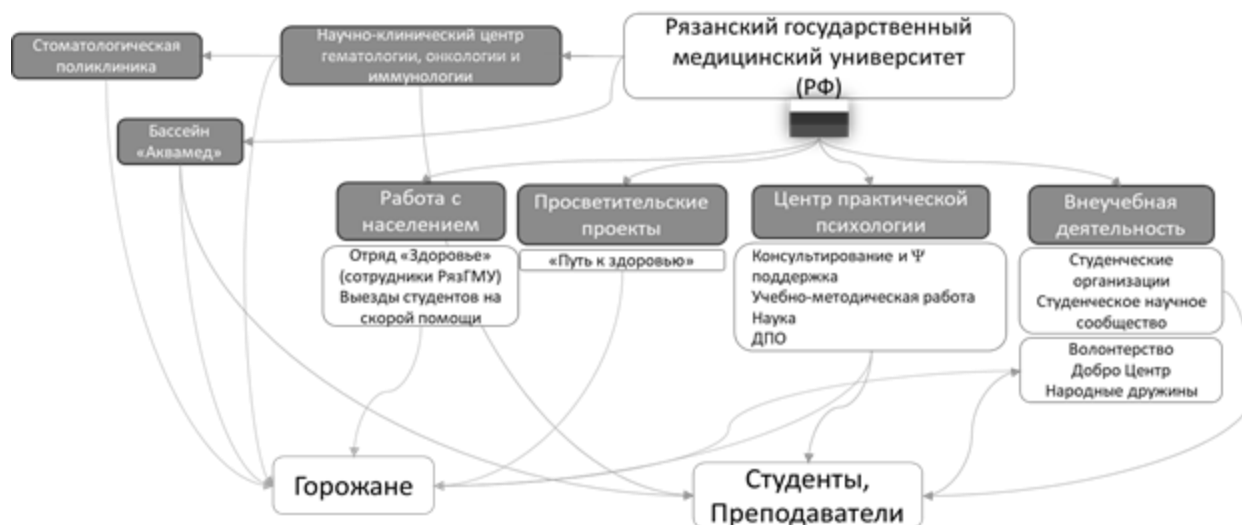 Стоматологическая
поликлиника
Научно-клинический центр
гематологии, онкологии и
иммунологии
Рязанский государственный
медицинский университет
(РФ)
Бассейн
«Аквамед»
Работа с
населением
Просветительские
проекты
Центр практической
психологии
Внеучебная
деятельность
Отряд «Здоровье»
(сотрудники РязГМУ)
Выезды студентов на
скорой помощи
«Путь к здоровью»
Консультирование и Ψ
поддержка
Учебно-методическая работа
Наука
ДПО
Студенческие
организации
Студенческое научное
сообщество
Волонтерство
Добро Центр
Народные дружины
Горожане
Студенты,
Преподаватели